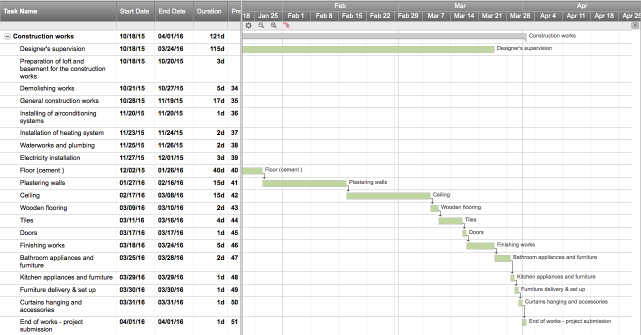 Task Name Start Date End Date Duration Pre
Feb Mar Apr
18 Jan 25 Feb 1 Feb 8 Feb 15 Feb 22 Feb 29 Mar 7 Mar 14 Mar 21 Mar 28 Apr 4 Apr 11 Apr 18 Apr 25
Construction works 10/18/15 04/01/16 121d Construction works
Designer's supervision 10/18/15 03/24/16 115d Designer's supervision
Preparation of loft and 10/18/15 10/20/15 3d
basement for the construction
works
Demolishing works 10/21/15 10/27/15 5d 34
General construction works 10/28/15 11/19/15 17d 35
Installing of airconditioning 11/20/15 11/20/15 1d 36
systems
Installation of heating system 11/23/15 11/24/15 2d 37
Waterworks and plumbing 11/25/15 11/26/15 2d 38
Electricity installation 11/27/15 12/01/15 3d 39
Floor (cement ) 12/02/15 01/26/16 40d 40 Floor (cement )
Plastering walls 01/27/16 02/16/16 15d 41 Plastering walls
Ceiling 02/17/16 03/08/16 15d 42 Ceiling
Wooden flooring 03/09/16 03/10/16 2d 43 Wooden flooring
Tiles 03/11/16 03/16/16 4d 44 Tiles
Doors 03/17/16 03/17/16 1d 45 Doors
Finishing works 03/18/16 03/24/16 5d 46 Finishing works
Bathroom appliances and 03/25/16 03/28/16 2d 47 Bathroom appliances and furniture
furniture
Kitchen appliances and furniture 03/29/16 03/29/16 1d 48 Kitchen appliances and furniture
Furniture delivery & set up 03/30/16 03/30/16 1d 49 Furniture delivery & set up
Curtains hanging and 03/31/16 03/31/16 1d 50 Curtains hanging and
accessories accessories
End of works - project 04/01/16 04/01/16 1d 51 End of works - project submission
submission